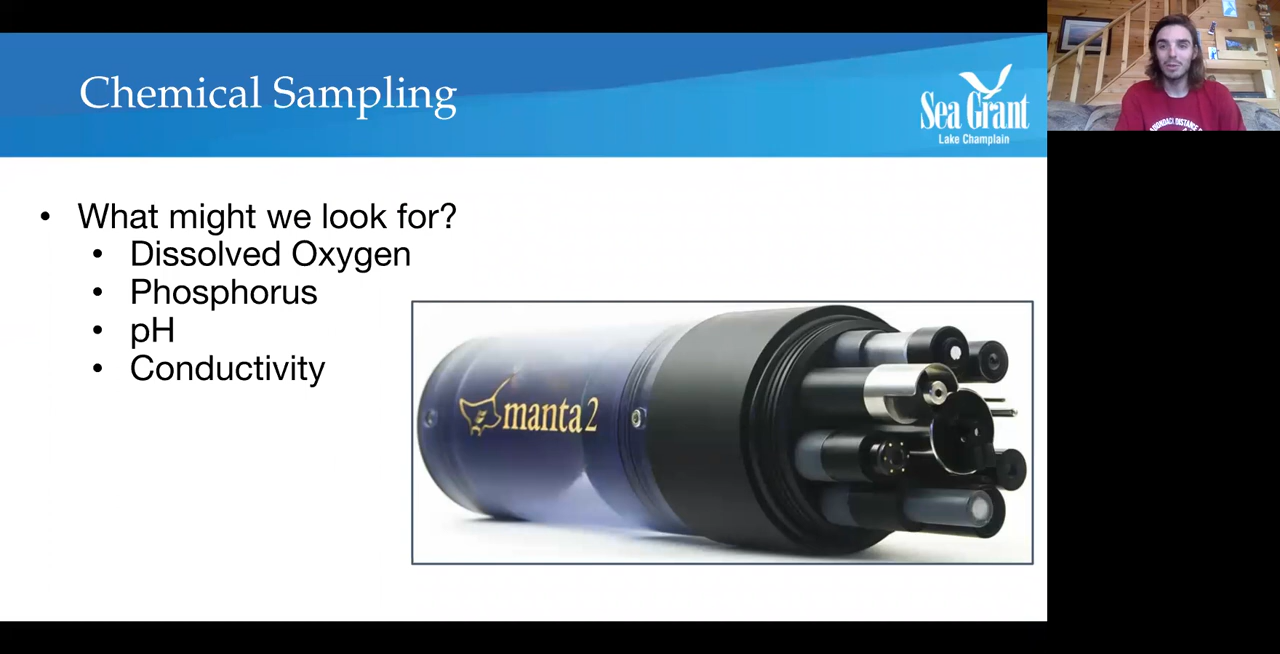 Chemical Sampling
Sea Grant
Lake Champlain
• What might we look for?
• Dissolved Oxygen
• Phosphorus
• pH
• Conductivity
manta2